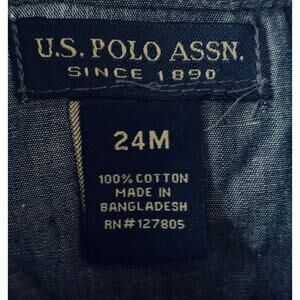 U.S. POLO ASSN.
SINCE 1890
24M
100% COTTON
MADE IN
BANGLADESH
RN#127805